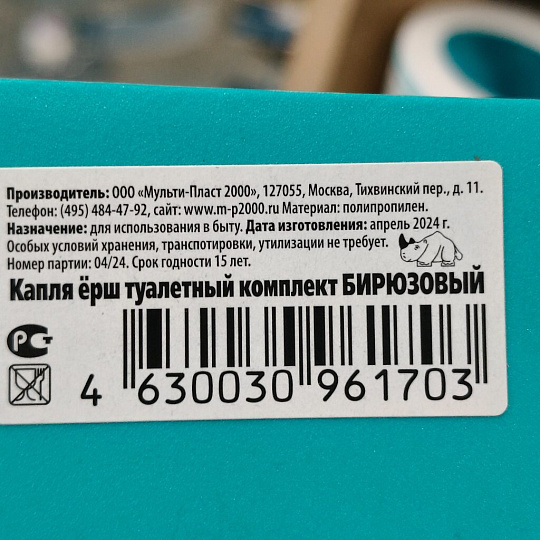 Производитель: ООО «Мульти-Пласт 2000», 127055, Москва, Тихвинский пер., д. 11.
Телефон: (495) 484-47-92, сайт: www.m-p2000.ru Материал: полипропилен.
Назначение: для использования в быту. Дата изготовления: апрель 2024 г.
Особых условий хранения, транспотировки, утилизации не требует.
Номер партии: 04/24. Срок годности 15 лет.
Капля ёрш туалетный комплект БИРЮЗОВЫЙ
РСТ
4 630030 961703